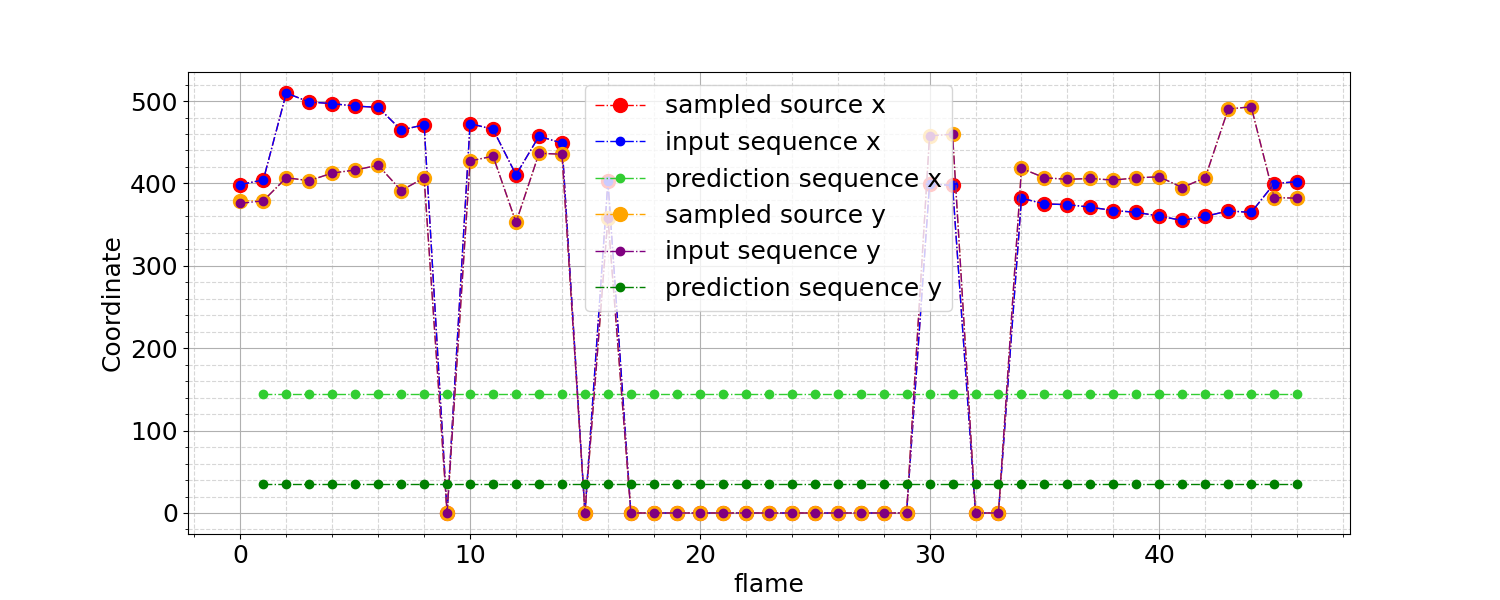 500
400
300
200
100
0
Coordinate
sampled source x
input sequence x
prediction sequence x
sampled source y
input sequence y
prediction sequence y
0 10 20 30 40
flame